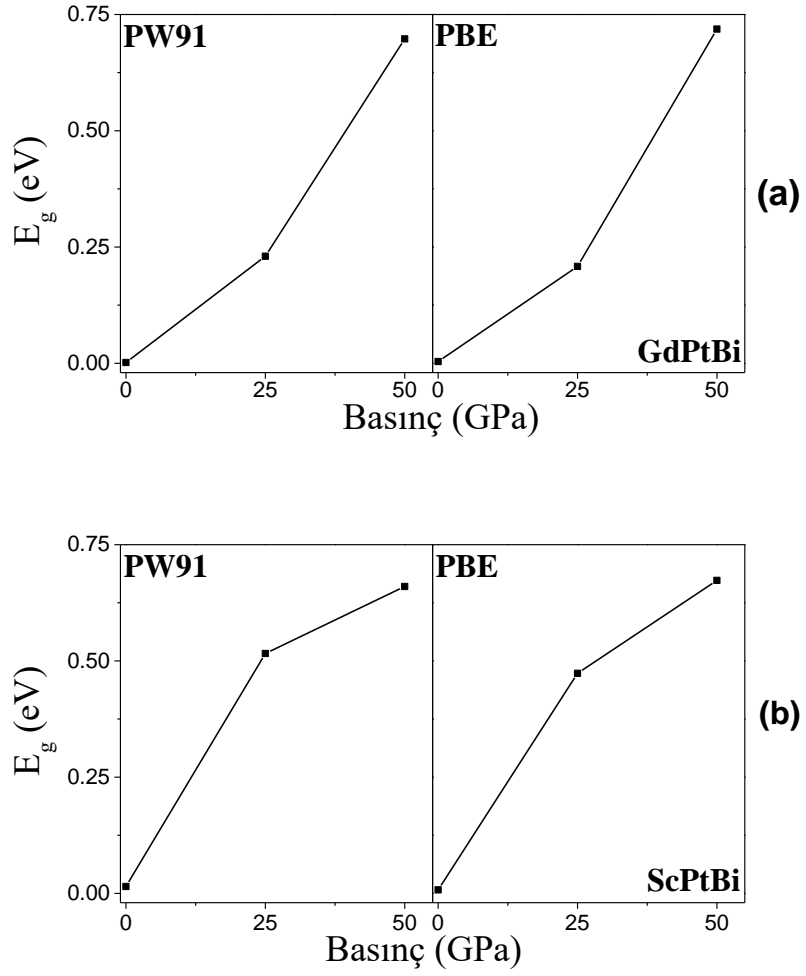 PW91 PBE
0.75
0.50
0.25
0.00
E_g (eV)
(a)
GdPtBi
0 25 50 0 25 50
Basınç (GPa)
PW91 PBE
0.75
0.50
0.25
0.00
E_g (eV)
(b)
ScPtBi
0 25 50 0 25 50
Basınç (GPa)